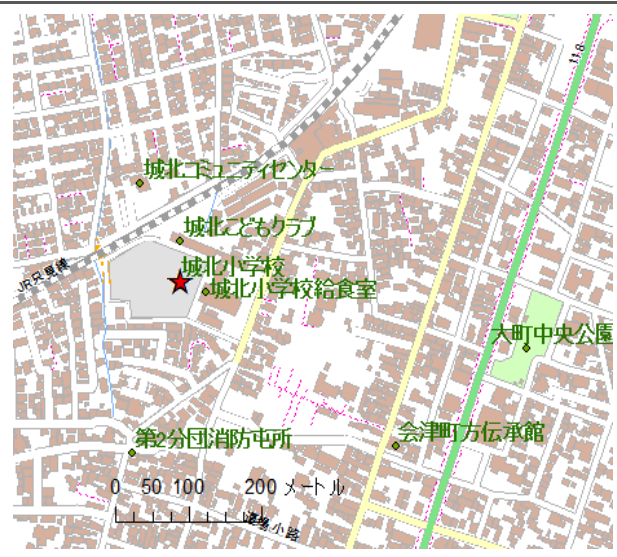 118
城北コミュニティセンター
城北こどもクラブ
城北小学校
城北小学校給食室
JR只見線
大町中央公園
第2分団消防屯所
会津町方伝承館
0 50 100 200 メートル
小路